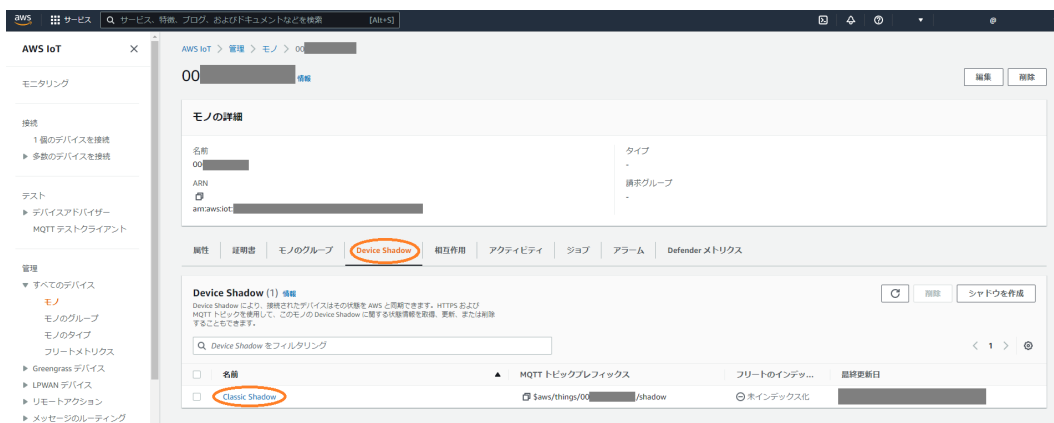 aws
サービス
サービス、特徴、ブログ、およびドキュメントなどを検索
[Alt+S]
@
AWS IoT
モニタリング
接続
1 個のデバイスを接続
多数のデバイスを接続
テスト
デバイスアドバイザー
MQTT テストクライアント
管理
すべてのデバイス
モノ
モノのグループ
モノのタイプ
フリートメトリクス
Greengrass デバイス
LPWAN デバイス
リモートアクション
メッセージのルーティング
AWS IoT > 管理 > モノ > 00
00 情報
編集
削除
モノの詳細
名前
00
ARN
arn:aws:iot:
タイプ
-
請求グループ
-
属性
証明書
モノのグループ
Device Shadow
相互作用
アクティビティ
ジョブ
アラーム
Defender メトリクス
Device Shadow (1) 情報
Device Shadow により、接続されたデバイスはその状態を AWS と同期できます。HTTPS および
MQTT トピックを使用して、このモノの Device Shadow に関する状態情報を取得、更新、または削除
することもできます。
削除
シャドウを作成
Device Shadow をフィルタリング
< 1 >
名前
MQTT トピックプレフィックス
フリートのインデッ...
最終更新日
Classic Shadow
$aws/things/00 /shadow
未インデックス化